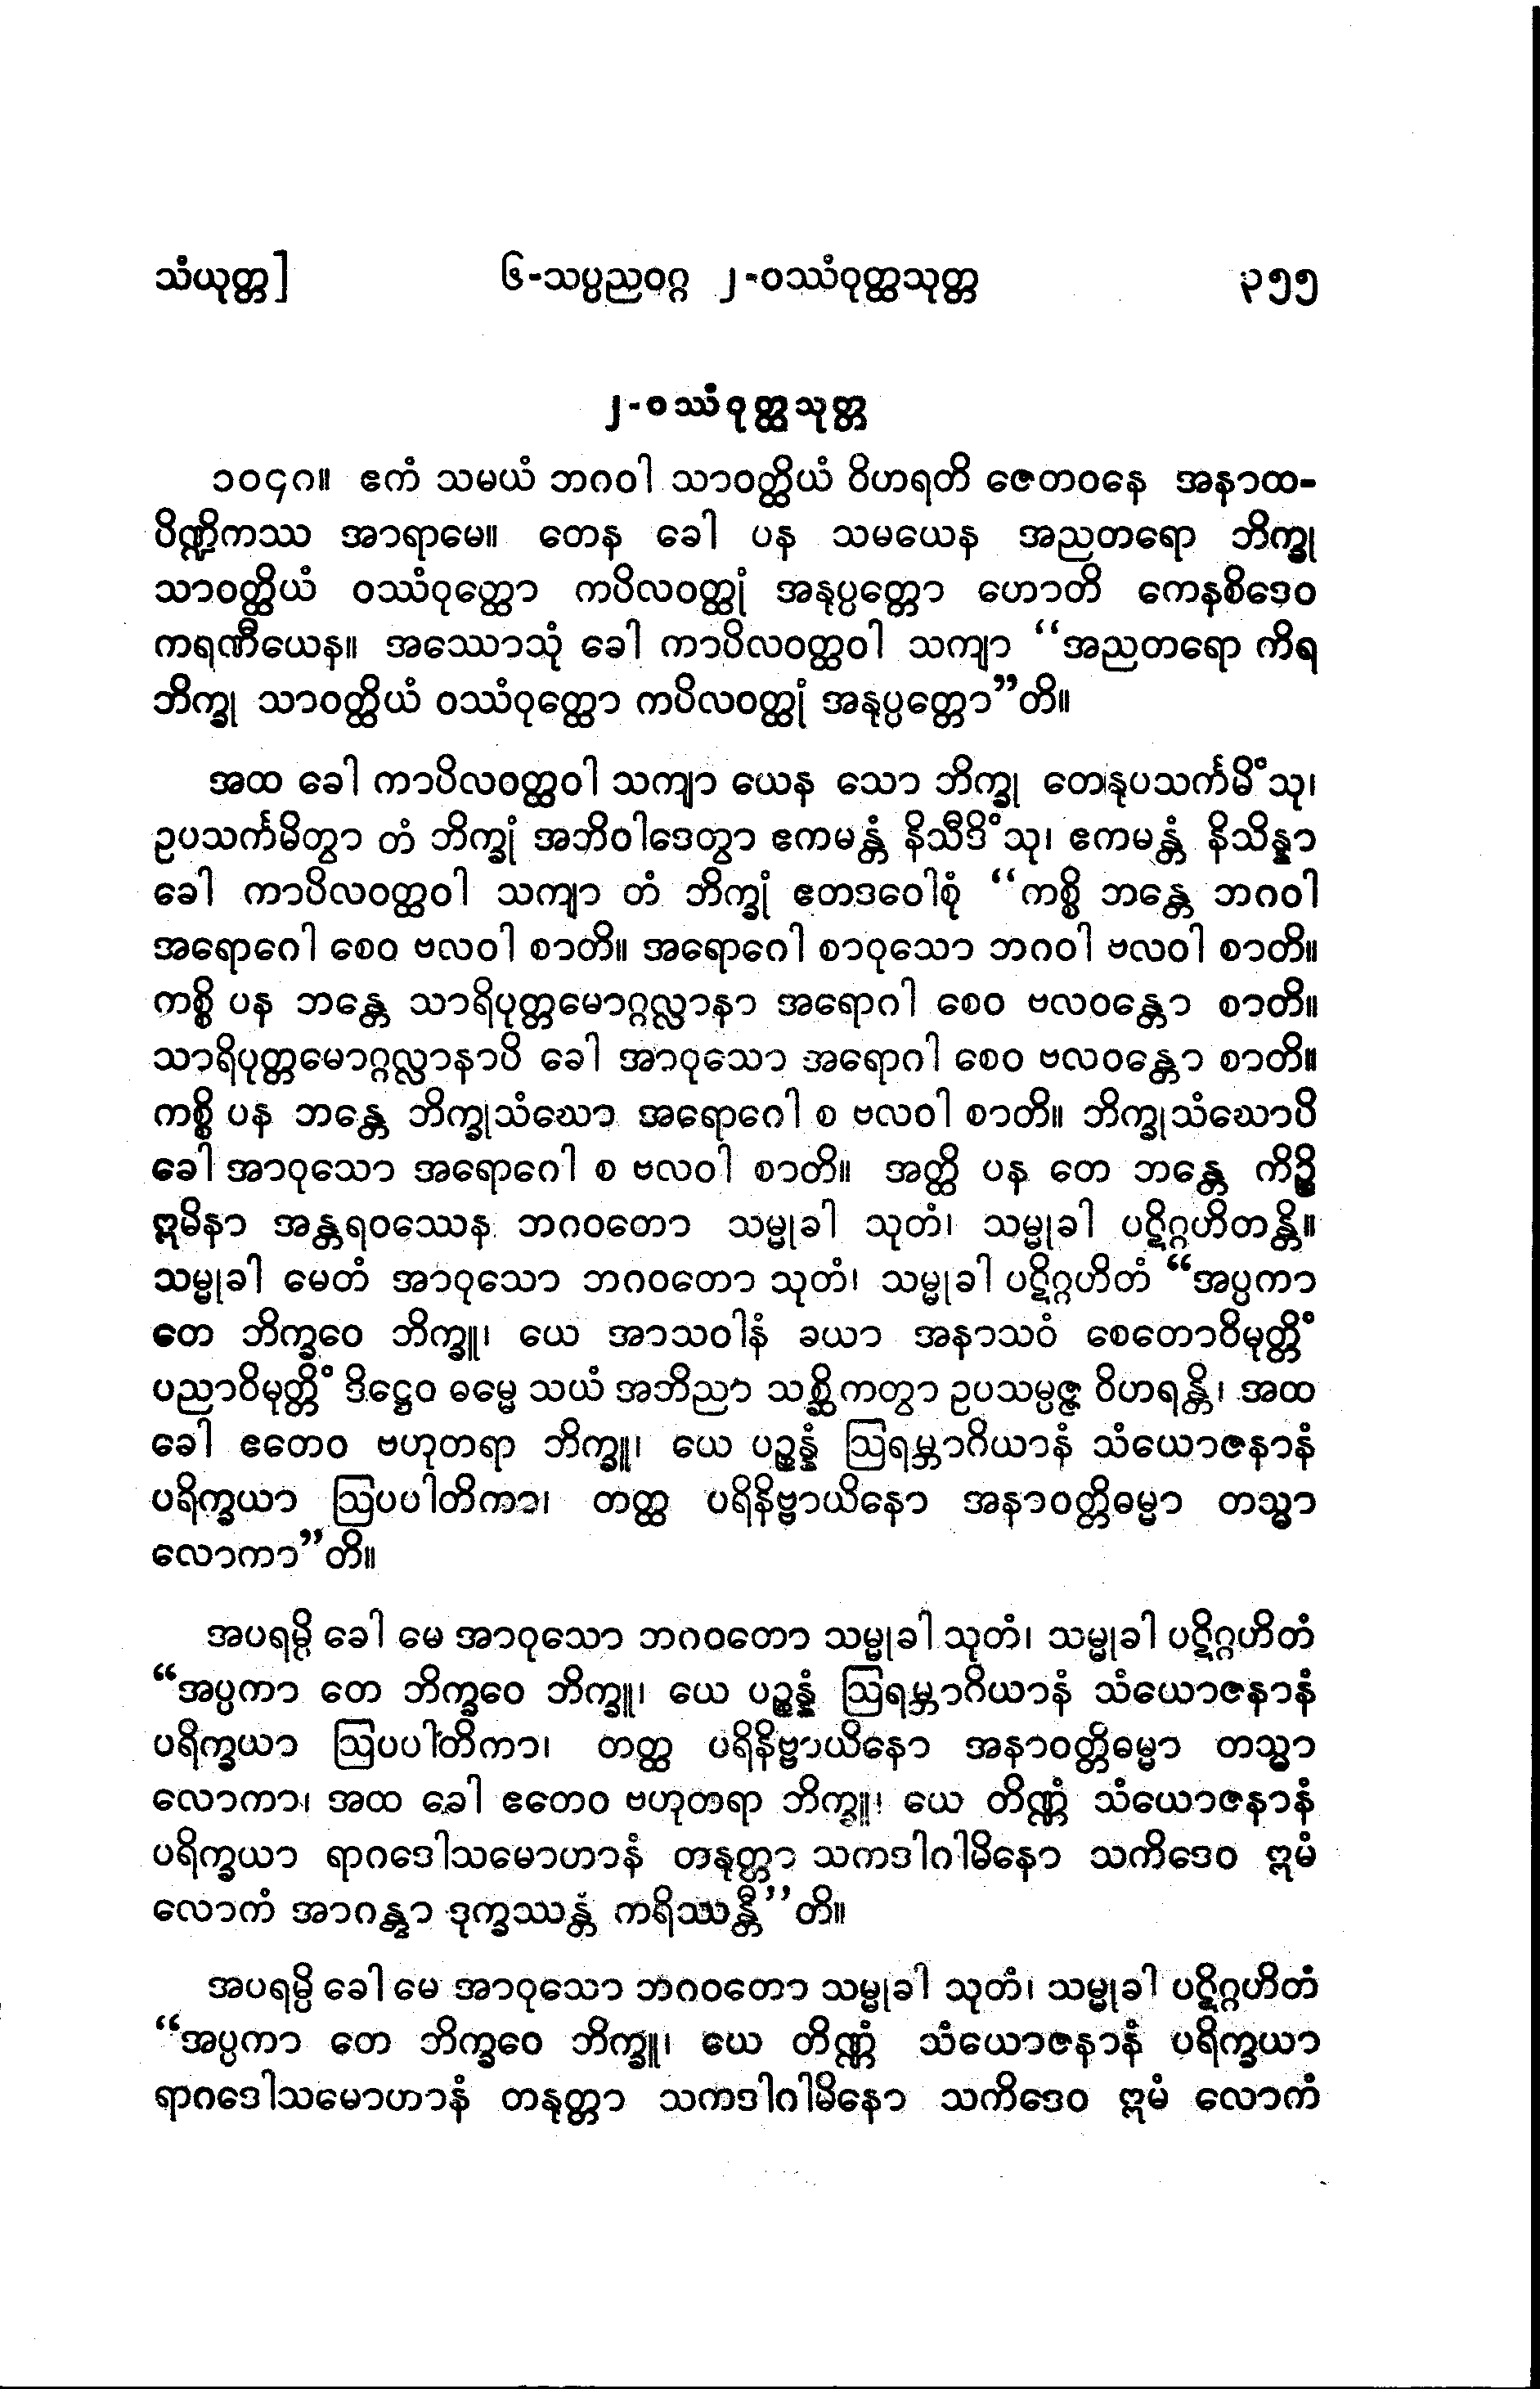 သံယုတ္တ]	၆-သပ္ပညဝဂ္ဂ ၂-ဝဿံဝုတ္ထသုတ္တ	၃၅၅
၂-ဝဿံဝုတ္ထသုတ္တ
၁၀၄၈။ ဧကံ သမယံ ဘဂဝါ သာဝတ္ထိယံ ဝိဟရတိ ဇေတဝနေ အနာထ-
ပိဏ္ဍိကဿ အာရာမေ။ တေန ခေါ ပန သမယေန အညတရော ဘိက္ခု
သာဝတ္ထိယံ ဝဿံဝုတ္ထော ကပိလဝတ္ထုံ အနုပ္ပတ္တော ဟောတိ ကေနစိဒေဝ
ကရဏီယေန။ အဿောသုံ ခေါ ကာပိလဝတ္ထဝါ သကျာ “အညတရော ကိရ
ဘိက္ခု သာဝတ္ထိယံ ဝဿံဝုတ္ထော ကပိလဝတ္ထုံ အနုပ္ပတ္တော”တိ။
အထ ခေါ ကာပိလဝတ္ထဝါ သကျာ ယေန သော ဘိက္ခု တေနုပသင်္ကမိံသု၊
ဥပသင်္ကမိတွာ တံ ဘိက္ခုံ အဘိဝါဒေတွာ ဧကမန္တံ နိသီဒိံသု၊ ဧကမန္တံ နိသိန္နာ
ခေါ ကာပိလဝတ္ထဝါ သကျာ တံ ဘိက္ခုံ ဧတဒဝေါစုံ “ကစ္စိ ဘန္တေ ဘဂဝါ
အရောဂေါ စေဝ ဗလဝါ စာတိ။ အရောဂေါ စာဝုသော ဘဂဝါ ဗလဝါ စာတိ။
ကစ္စိ ပန ဘန္တေ သာရိပုတ္တမောဂ္ဂလ္လာနာ အရောဂါ စေဝ ဗလဝန္တော စာတိ။
သာရိပုတ္တမောဂ္ဂလ္လာနာပိ ခေါ အာဝုသော အရောဂါ စေဝ ဗလဝန္တော စာတိ။
ကစ္စိ ပန ဘန္တေ ဘိက္ခုသံဃော အရောဂေါ စ ဗလဝါ စာတိ။ ဘိက္ခုသံဃောပိ
ခေါ အာဝုသော အရောဂေါ စ ဗလဝါ စာတိ။ အတ္ထိ ပန တေ ဘန္တေ ကိဉ္စိ
ဣမိနာ အန္တရဝဿေန ဘဂဝတော သမ္မုခါ သုတံ၊ သမ္မုခါ ပဋိဂ္ဂဟိတန္တိ။
သမ္မုခါ မေတံ အာဝုသော ဘဂဝတော သုတံ၊ သမ္မုခါ ပဋိဂ္ဂဟိတံ “အပ္ပကာ
တေ ဘိက္ခဝေ ဘိက္ခူ၊ ယေ အာသဝါနံ ခယာ အနာသဝံ စေတောဝိမုတ္တိံ
ပညာဝိမုတ္တိံ ဒိဋ္ဌေဝ ဓမ္မေ သယံ အဘိညာ သစ္ဆိကတွာ ဥပသမ္ပဇ္ဇ ဝိဟရန္တိ၊ အထ
ခေါ ဧတေဝ ဗဟုတရာ ဘိက္ခူ၊ ယေ ပဉ္စန္နံ ဩရမ္ဘာဂိယာနံ သံယောဇနာနံ
ပရိက္ခယာ ဩပပါတိကာ၊ တတ္ထ ပရိနိဗ္ဗာယိနော အနာဝတ္တိဓမ္မာ တသ္မာ
လောကာ”တိ။
အပရမ္ပိ ခေါ မေ အာဝုသော ဘဂဝတော သမ္မုခါ သုတံ၊ သမ္မုခါ ပဋိဂ္ဂဟိတံ
“အပ္ပကာ တေ ဘိက္ခဝေ ဘိက္ခူ၊ ယေ ပဉ္စန္နံ ဩရမ္ဘာဂိယာနံ သံယောဇနာနံ
ပရိက္ခယာ ဩပပါတိကာ၊ တတ္ထ ပရိနိဗ္ဗာယိနော အနာဝတ္တိဓမ္မာ တသ္မာ
လောကာ၊ အထ ခေါ ဧတေဝ ဗဟုတရာ ဘိက္ခူ၊ ယေ တိဏ္ဏံ သံယောဇနာနံ
ပရိက္ခယာ ရာဂဒေါသမောဟာနံ တနုတ္တာ သကဒါဂါမိနော သကိဒေဝ ဣမံ
လောကံ အာဂန္တွာ ဒုက္ခဿန္တံ ကရိဿန္တီ”တိ။
အပရမ္ပိ ခေါ မေ အာဝုသော ဘဂဝတော သမ္မုခါ သုတံ၊ သမ္မုခါ ပဋိဂ္ဂဟိတံ
“အပ္ပကာ တေ ဘိက္ခဝေ ဘိက္ခူ၊ ယေ တိဏ္ဏံ သံယောဇနာနံ ပရိက္ခယာ
ရာဂဒေါသမောဟာနံ တနုတ္တာ သကဒါဂါမိနော သကိဒေဝ ဣမံ လောကံ